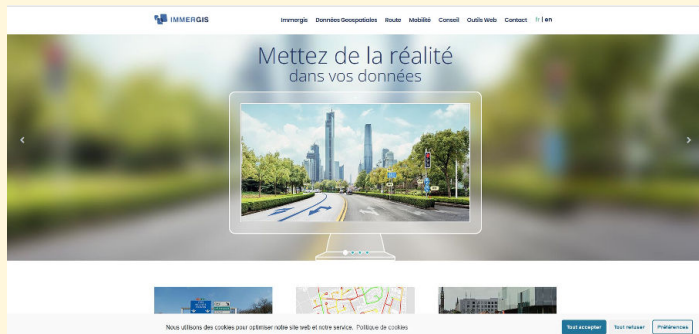 IMMERGIS
Immergis Données Geospatiales Route Mobilité Conseil Outils Web Contact fr | en
Mettez de la réalité
dans vos données
Nous utilisons des cookies pour optimiser notre site web et notre service. Politique de cookies
Tout accepter Tout refuser Préférences